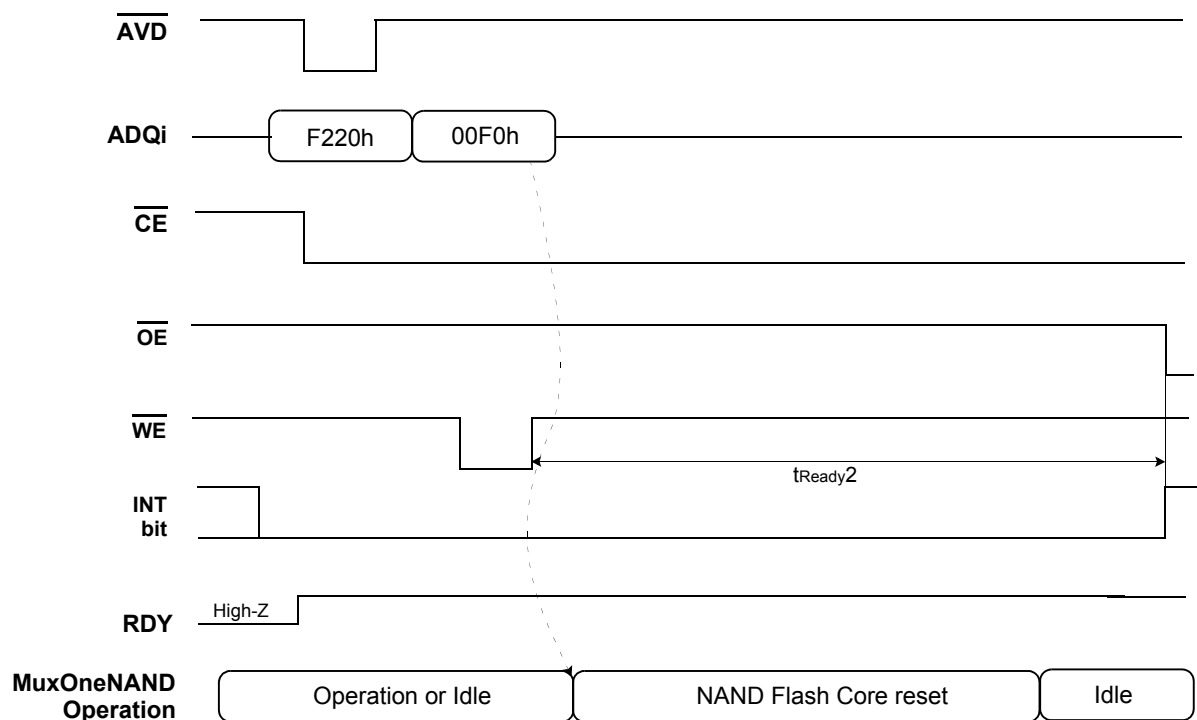 AVD
ADQi
F220h
00F0h
CE
OE
WE
tReady2
INT
bit
High-Z
RDY
MuxOneNAND
Operation
Operation or Idle
NAND Flash Core reset
Idle